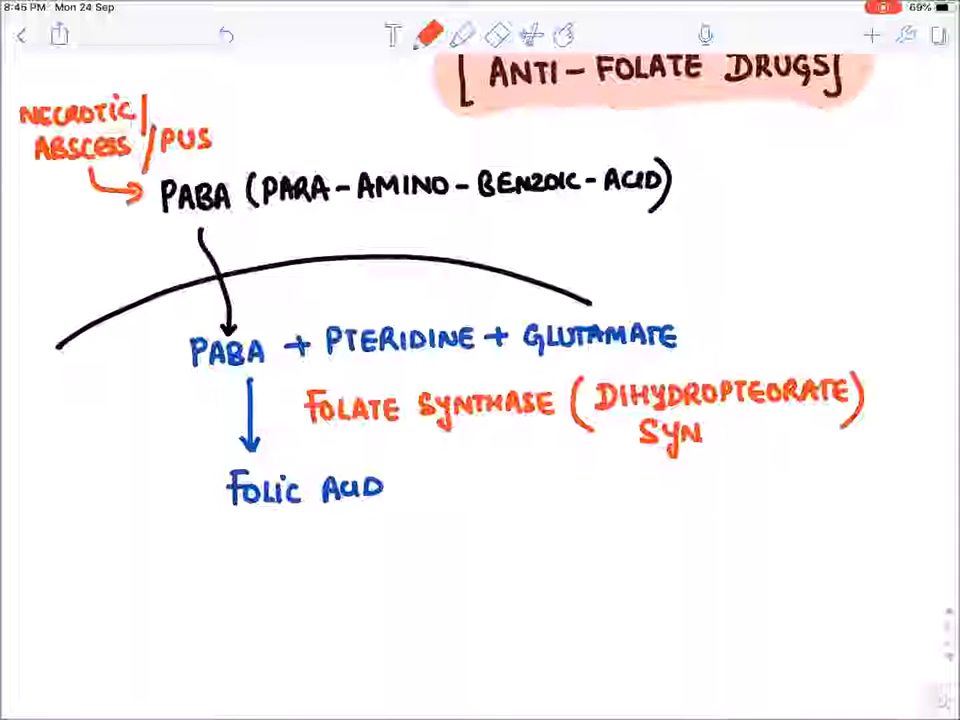 8:45 PM Mon 24 Sep
69%
[ ANTI-FOLATE DRUGS]
NECROTIC /
ABSCESS / PUS
PABA (PARA-AMINO-BENZOIC-ACID)
PABA + PTERIDINE + GLUTAMATE
FOLATE SYNTHASE (DIHYDROPTEORATE)
SYN
FOLIC ACID